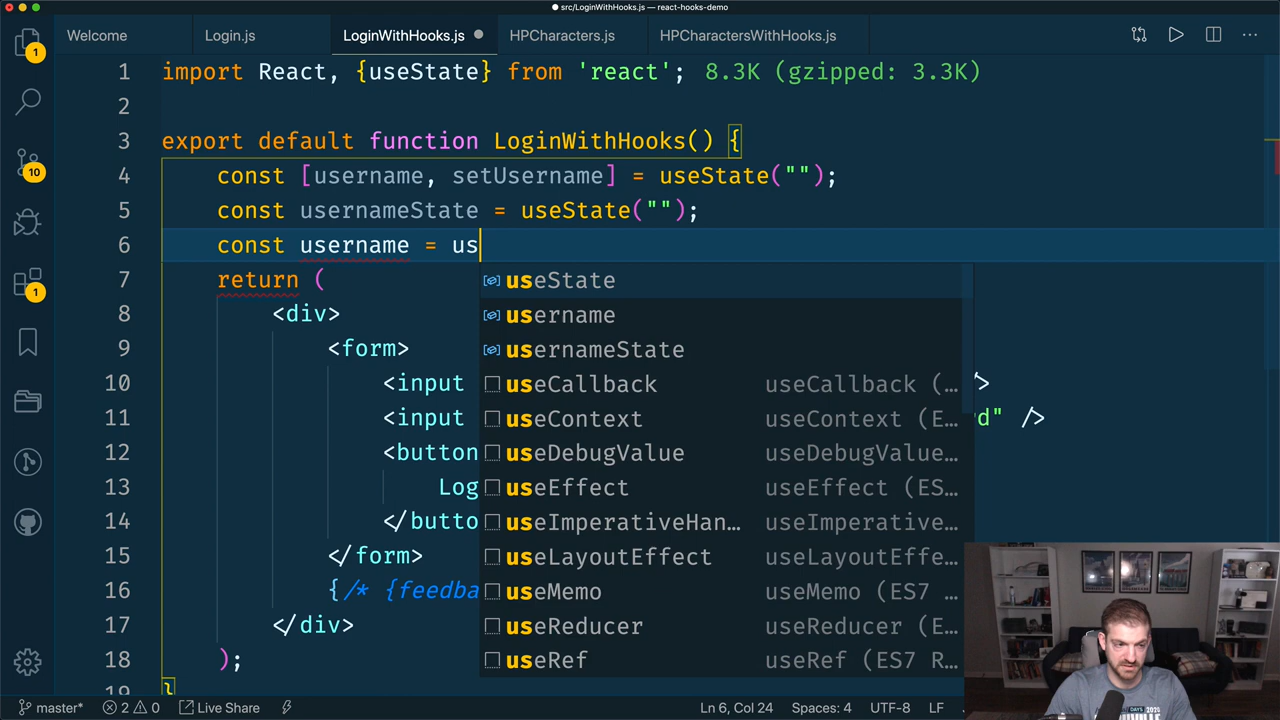 src/LoginWithHooks.js — react-hooks-demo
Welcome Login.js LoginWithHooks.js HPCharacters.js HPCharactersWithHooks.js
1 import React, {useState} from 'react'; 8.3K (gzipped: 3.3K)
2
3 export default function LoginWithHooks() {
4 const [username, setUsername] = useState("");
5 const usernameState = useState("");
6 const username = us
7 return (
useState
8 <div>
username
9 <form>
usernameState
10 <input />
useCallback useCallback (…
11 <input d" />
useContext useContext (E…
12 <button
useDebugValue useDebugValue…
13 Log
useEffect useEffect (ES…
14 </butto
useImperativeHan… useImperative…
15 </form>
useLayoutEffect useLayoutEffe…
16 {/* {feedba
useMemo useMemo (ES7 …
17 </div>
useReducer useReducer (E…
18 );
useRef useRef (ES7 R…
19 }
1
10
1
DAYS 2020
master* 2 0 Live Share Ln 6, Col 24 Spaces: 4 UTF-8 LF